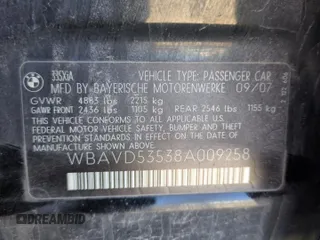 335XiA VEHICLE TYPE: PASSENGER CAR
MFD BY BAYERISCHE MOTORENWERKE 09/07
GVWR 4883 lbs 2215 kg
GAWR FRONT 2436 lbs 1105 kg REAR 2546 lbs 1155 kg
THIS VEHICLE CONFORMS TO ALL APPLICABLE
FEDERAL MOTOR VEHICLE SAFETY, BUMPER AND THEFT
PREVENTION STANDARDS IN EFFECT ON THE DATE OF
MANUFACTURE SHOWN ABOVE.
WBAVD53538A009258
DREAMBID